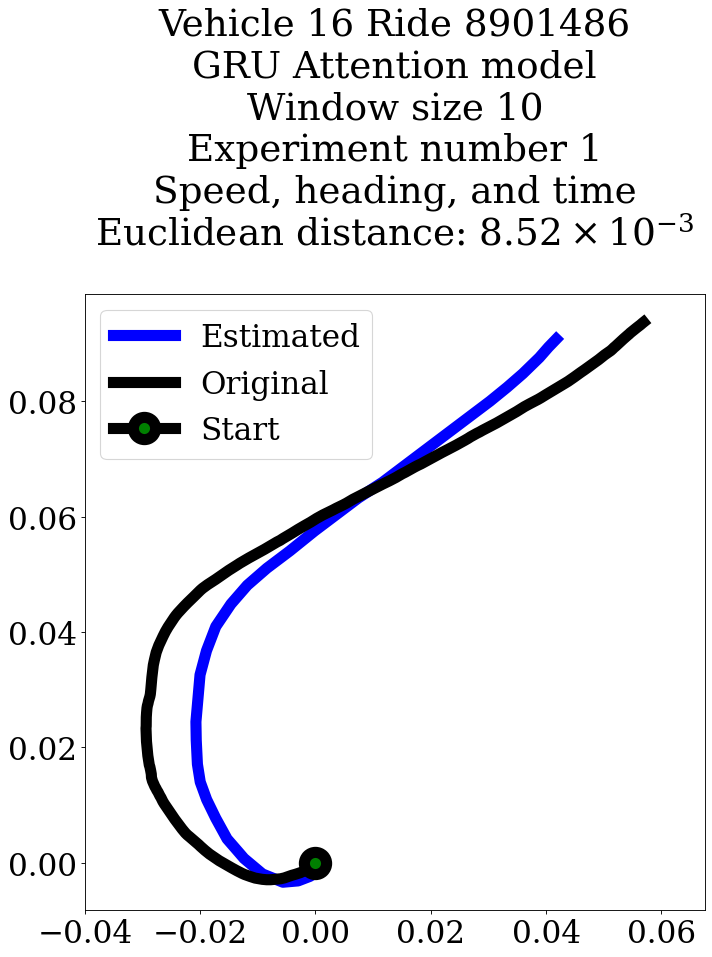 Vehicle 16 Ride 8901486
GRU Attention model
Window size 10
Experiment number 1
Speed, heading, and time
Euclidean distance: 8.52 × 10⁻³
Estimated
Original
Start
0.08
0.06
0.04
0.02
0.00
−0.04 −0.02 0.00 0.02 0.04 0.06